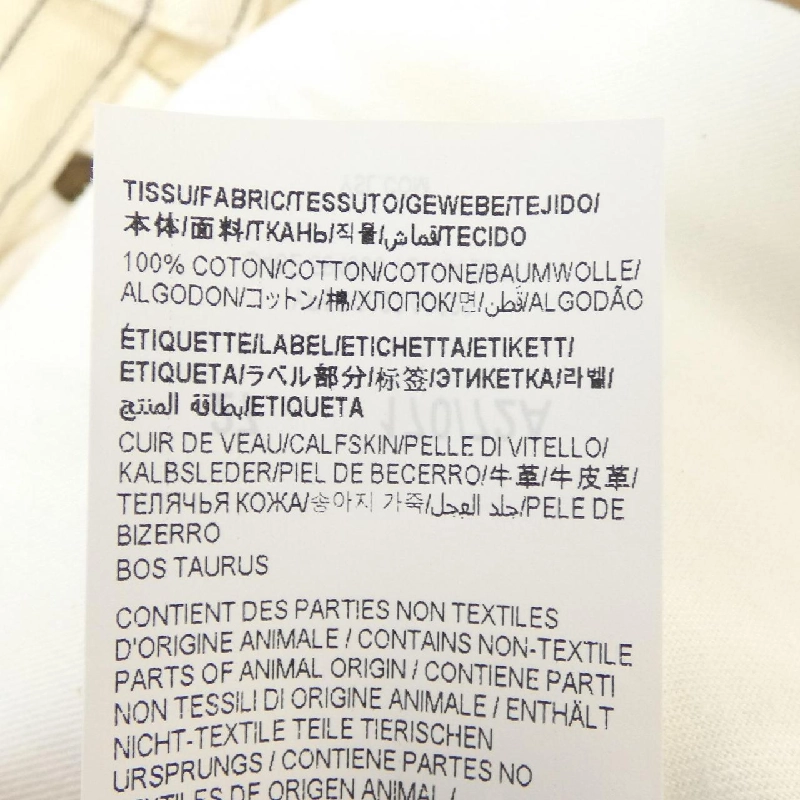 TISSU/FABRIC/TESSUTO/GEWEBE/TEJIDO/
本体/面料/ТКАНЬ/직물/قماش/TECIDO
100% COTON/COTTON/COTONE/BAUMWOLLE/
ALGODON/コットン/棉/ХЛОПОК/면/قطن/ALGODÃO
ÉTIQUETTE/LABEL/ETICHETTA/ETIKETT/
ETIQUETA/ラベル部分/标签/ЭТИКЕТКА/라벨/
بطاقة المنتج/ETIQUETA
CUIR DE VEAU/CALFSKIN/PELLE DI VITELLO/
KALBSLEDER/PIEL DE BECERRO/牛革/牛皮革/
ТЕЛЯЧЬЯ КОЖА/송아지 가죽/جلد العجل/PELE DE
BIZERRO
BOS TAURUS
CONTIENT DES PARTIES NON TEXTILES
D'ORIGINE ANIMALE / CONTAINS NON-TEXTILE
PARTS OF ANIMAL ORIGIN / CONTIENE PARTI
NON TESSILI DI ORIGINE ANIMALE / ENTHÄLT
NICHT-TEXTILE TEILE TIERISCHEN
URSPRUNGS / CONTIENE PARTES NO
DE ORIGEN ANIMAL /